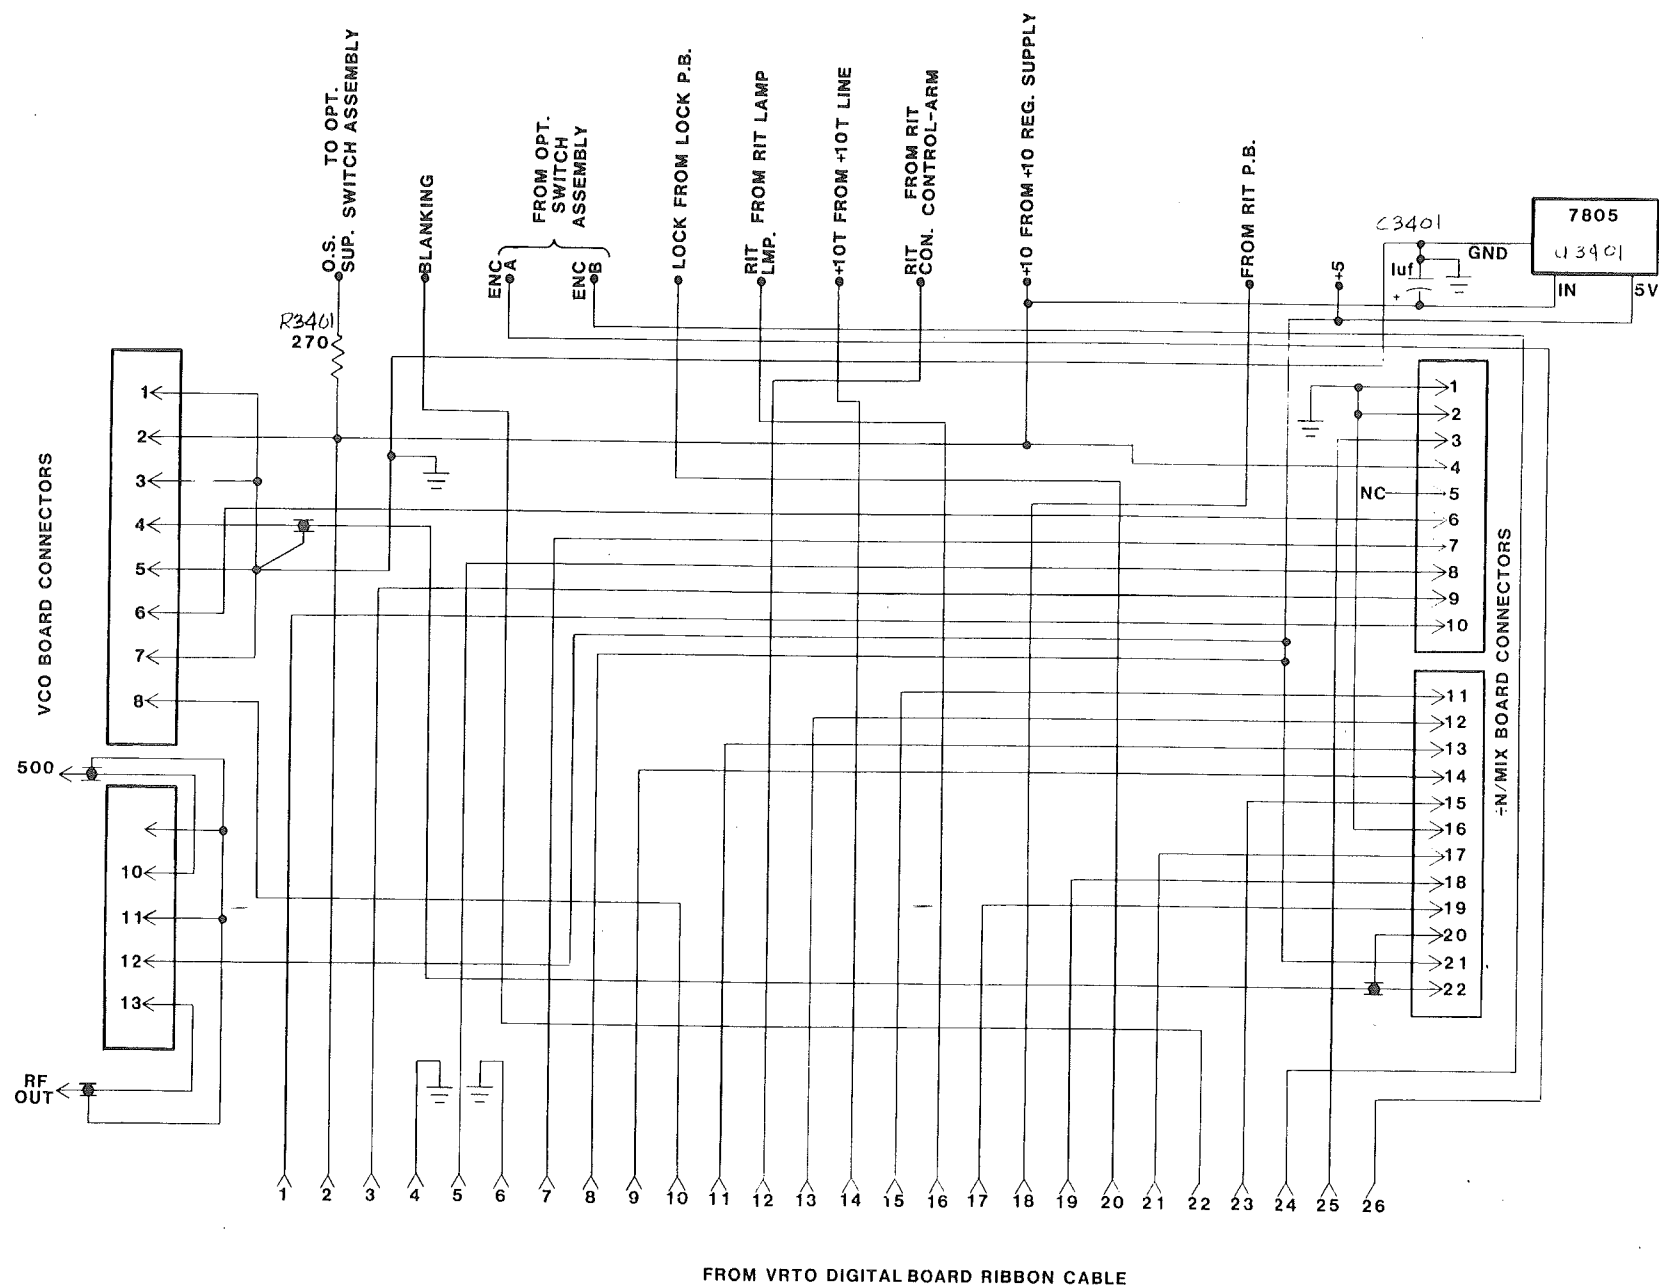 O.S. TO OPT.
SUP. SWITCH ASSEMBLY
BLANKING
ENC A
FROM OPT.
SWITCH
ASSEMBLY
ENC B
LOCK FROM LOCK P.B.
RIT
LMP. FROM RIT LAMP
+10T FROM +10T LINE
RIT FROM RIT
CON. CONTROL-ARM
+10 FROM +10 REG. SUPPLY
FROM RIT P.B.
+5
C3401
1uf
+
GND
7805
U3401
IN
5V
R3401
270
VCO BOARD CONNECTORS
1
2
3
4
5
6
7
8
500
10
11
12
13
RF
OUT
NC
1
2
3
4
5
6
7
8
9
10
11
12
13
14
15
16
17
18
19
20
21
22
÷N/MIX BOARD CONNECTORS
1 2 3 4 5 6 7 8 9 10 11 12 13 14 15 16 17 18 19 20 21 22 23 24 25 26
FROM VRTO DIGITAL BOARD RIBBON CABLE